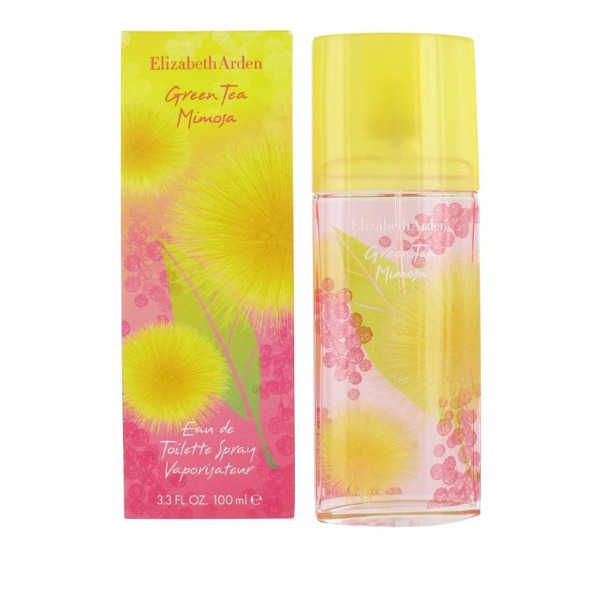 Elizabeth Arden
Green Tea
Mimosa
Eau de
Toilette Spray
Vaporisateur
3.3 FL.OZ. 100 ml ℮
Elizabeth Arden
Green Tea
Mimosa